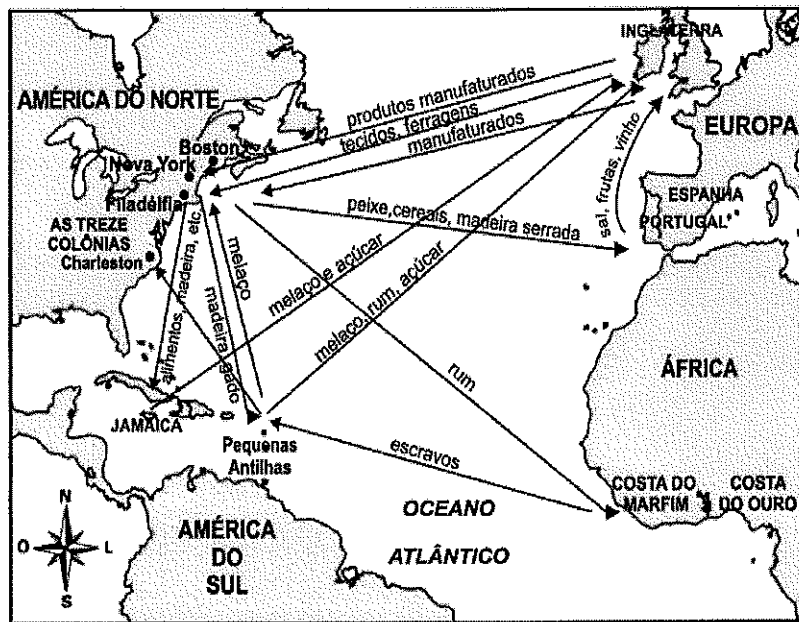 INGLATERRA
AMÉRICA DO NORTE
produtos manufaturados
tecidos, ferragens
manufaturados
EUROPA
Boston
Nova York
Filadélfia
sal, frutas, vinho
ESPANHA
PORTUGAL
AS TREZE
COLÔNIAS
Charleston
peixe,cereais, madeira serrada
alimentos, madeira, etc.
melaço
madeira, gado
melaço e açúcar
melaço, rum, açúcar
rum
ÁFRICA
JAMAICA
Pequenas
Antilhas
escravos
COSTA DO
MARFIM
COSTA
DO OURO
OCEANO
ATLÂNTICO
AMÉRICA
DO
SUL
N
O
L
S